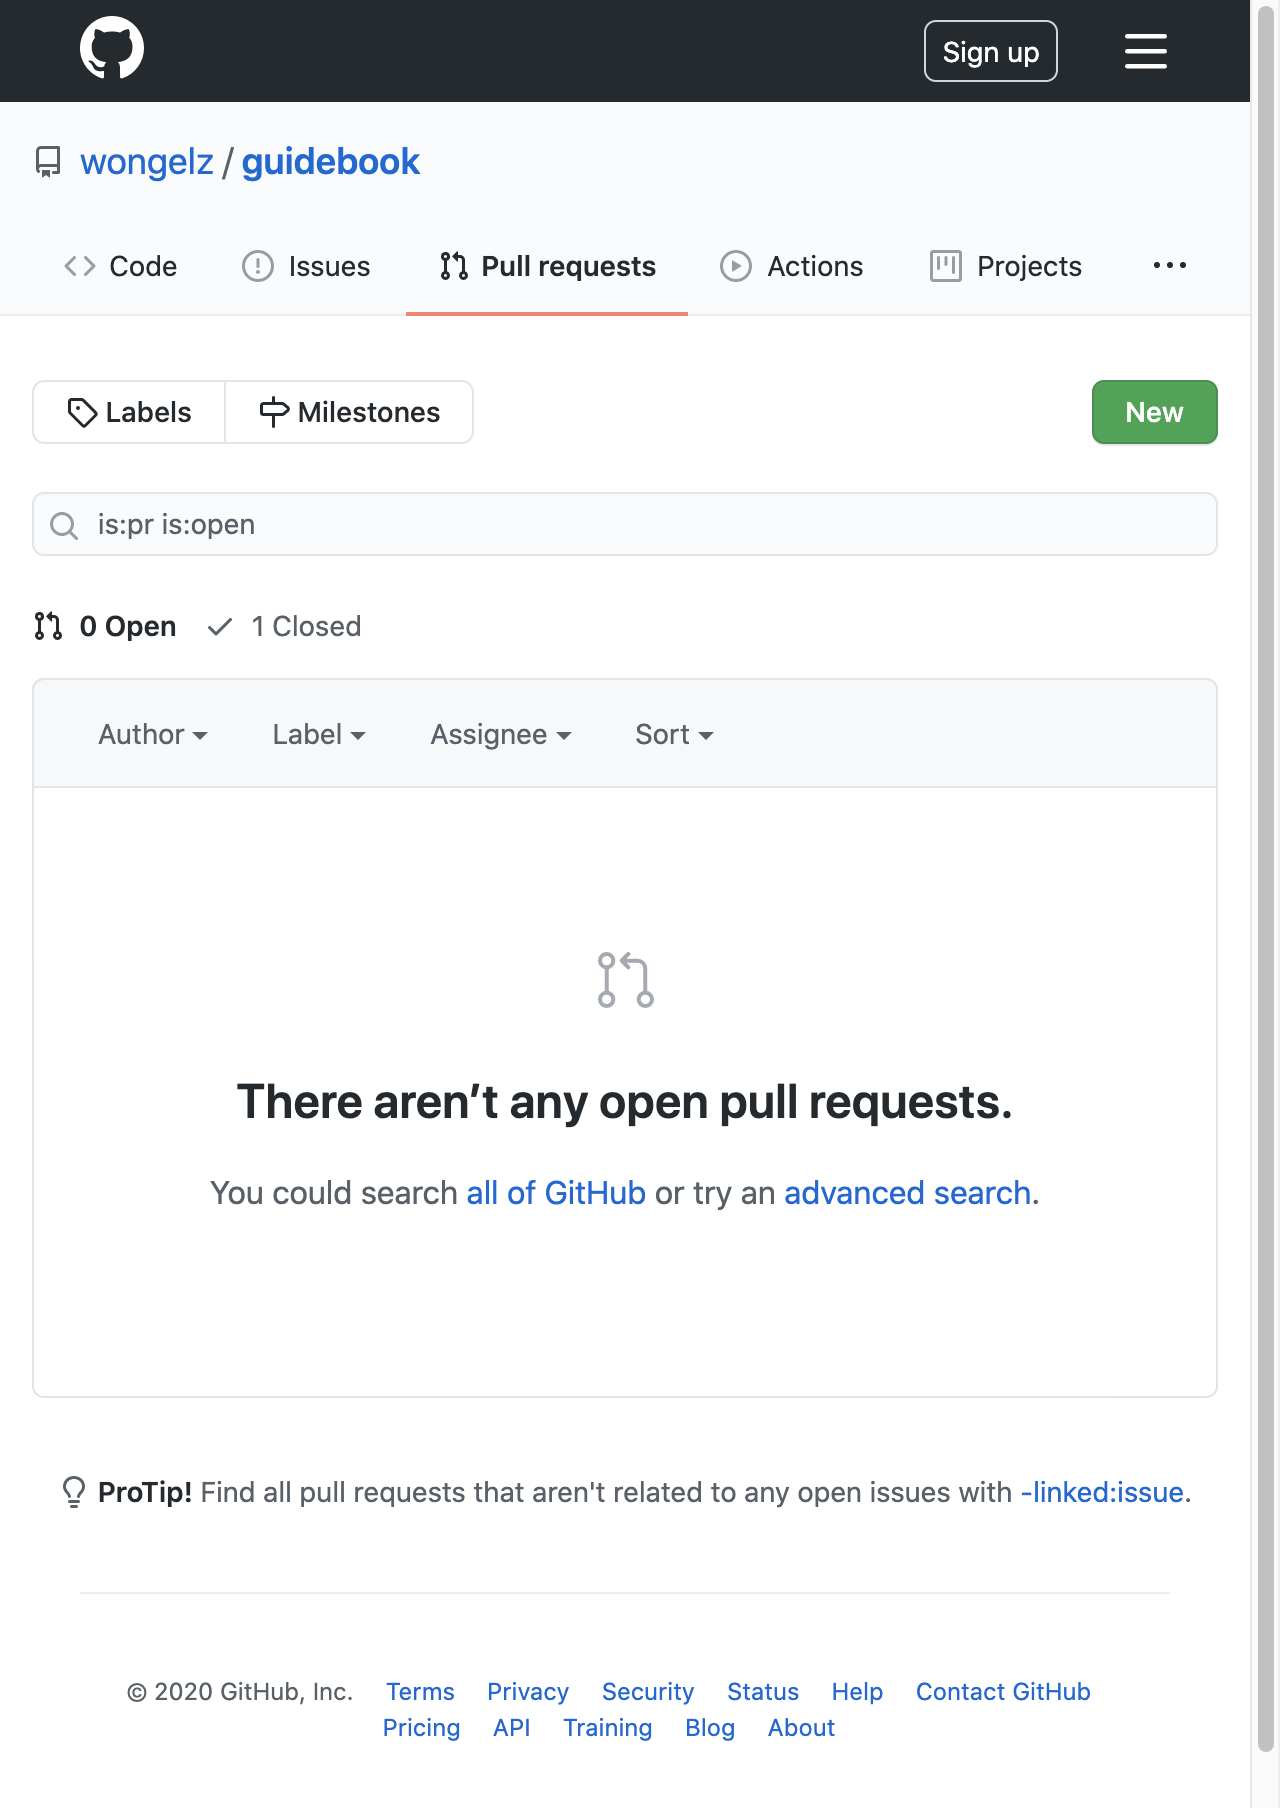 Sign up
wongelz / guidebook
Code Issues Pull requests Actions Projects ...
Labels Milestones New
is:pr is:open
0 Open 1 Closed
Author Label Assignee Sort
There aren’t any open pull requests.
You could search all of GitHub or try an advanced search.
ProTip! Find all pull requests that aren't related to any open issues with -linked:issue.
© 2020 GitHub, Inc. Terms Privacy Security Status Help Contact GitHub
Pricing API Training Blog About